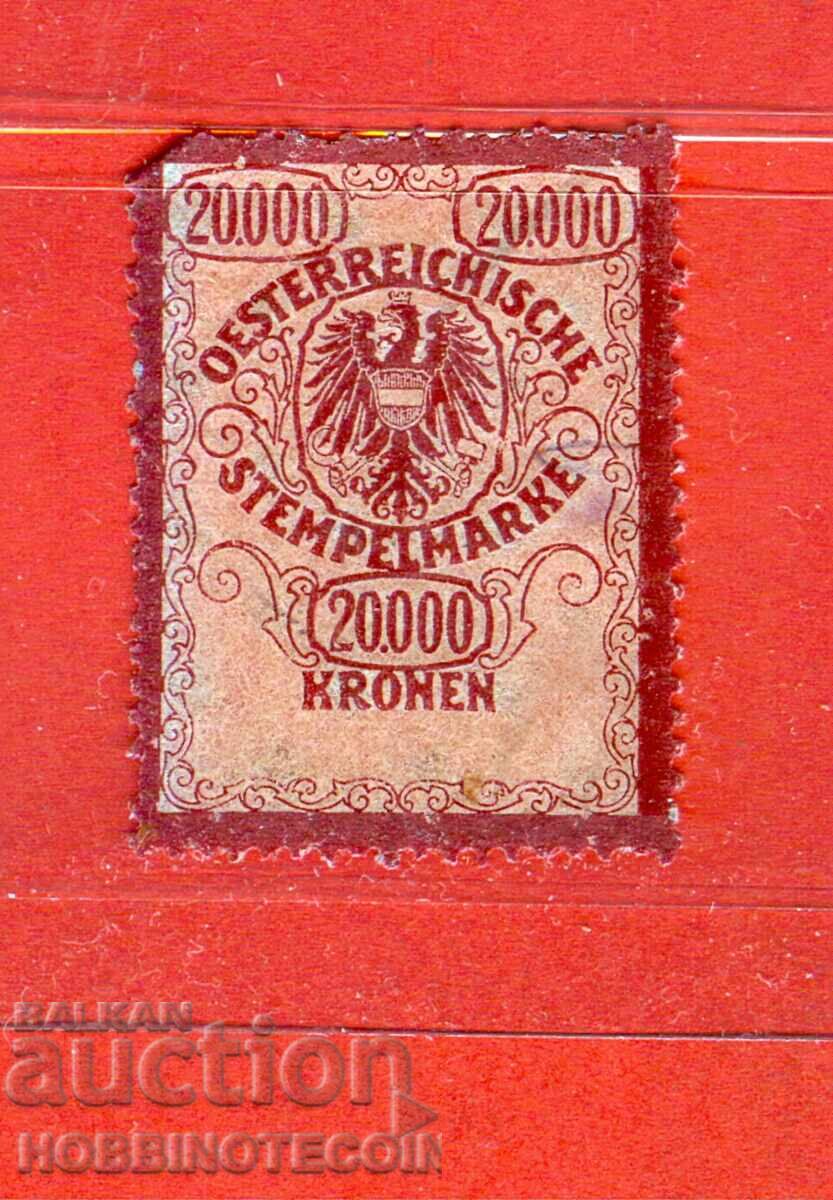 20.000 20.000
OESTERREICHISCHE
STEMPELMARKE
20.000
KRONEN
BALKAN
auction
HOBBINOTECOIN